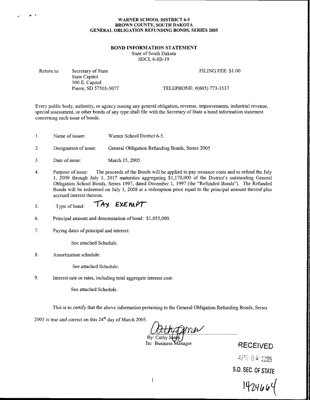 WARNER SCHOOL DISTRICT 6-5
BROWN COUNTY, SOUTH DAKOTA
GENERAL OBLIGATION REFUNDING BONDS, SERIES 2005
BOND INFORMATION STATEMENT
State of South Dakota
SDCL 6-8B-19
Return to: Secretary of State FILING FEE: $1.00
State Capitol
500 E. Capitol
Pierre, SD 57501-5077 TELEPHONE: #(605) 773-3537
Every public body, authority, or agency issuing any general obligation, revenue, improvements, industrial revenue,
special assessment, or other bonds of any type shall file with the Secretary of State a bond information statement
concerning each issue of bonds.
1. Name of issuer: Warner School District 6-5.
2. Designation of issue: General Obligation Refunding Bonds, Series 2005
3. Date of issue: March 15, 2005
4. Purpose of issue: The proceeds of the Bonds will be applied to pay issuance costs and to refund the July
1, 2009 through July 1, 2017 maturities aggregating $1,170,000 of the District's outstanding General
Obligation School Bonds, Series 1997, dated December 1, 1997 (the "Refunded Bonds"). The Refunded
Bonds will be redeemed on July 1, 2008 at a redemption price equal to the principal amount thereof plus
accrued interest thereon.
5. Type of bond: TAX EXEMPT
6. Principal amount and denomination of bond: $1,055,000.
7. Paying dates of principal and interest:
See attached Schedule.
8. Amortization schedule:
See attached Schedule.
9. Interest rate or rates, including total aggregate interest cost:
See attached Schedule.
This is to certify that the above information pertaining to the General Obligation Refunding Bonds, Series
2005 is true and correct on this 24th day of March 2005.
By: Cathy
Its: Business Manager
RECEIVED
APR 2005
S.D. SEC. OF STATE
1
1424664